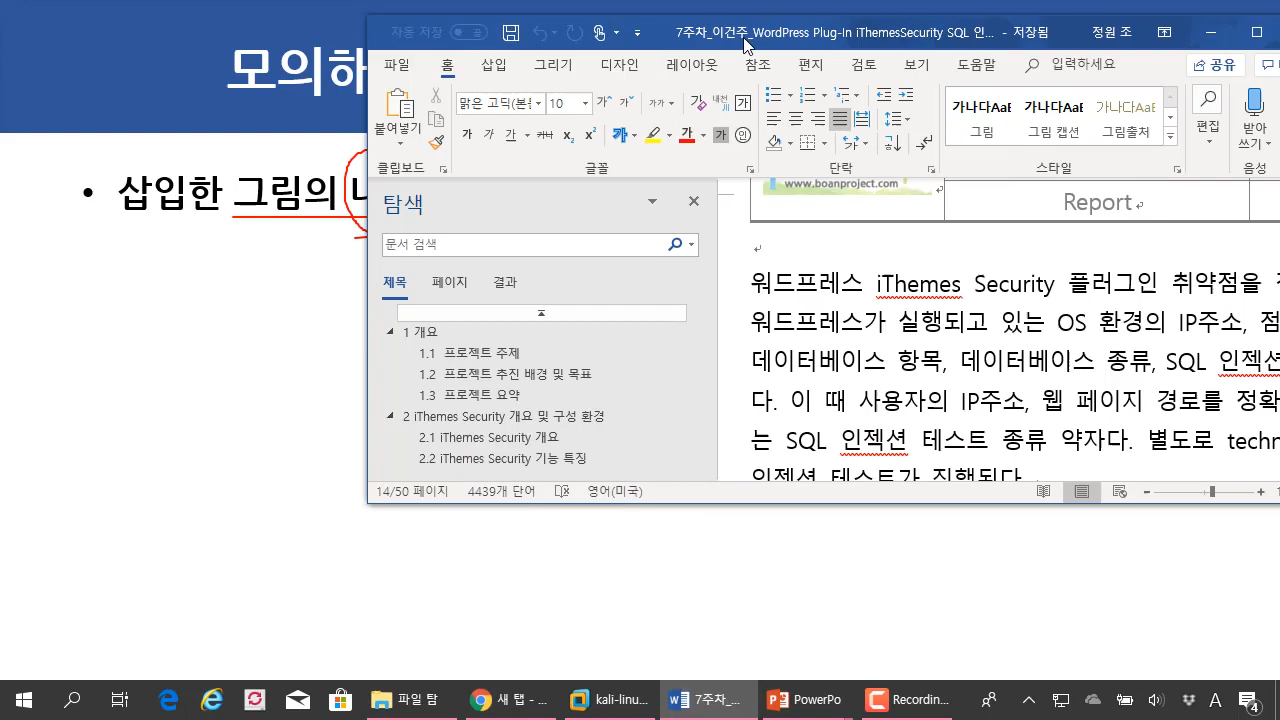 모의해
• 삽입한 그림의
자동 저장
7주차_이건주_WordPress Plug-In iThemesSecurity SQL 인... - 저장됨
정원 조
파일 홈 삽입 그리기 디자인 레이아웃 참조 편지 검토 보기 도움말 입력하세요 공유
붙여넣기
맑은 고딕(본 10
가나다AaE 가나다AaE 가나다AaE
그림 그림 캡션 그림출처
편집
받아
쓰기
클립보드 글꼴 단락 스타일 음성
탐색
문서 검색
제목 페이지 결과
1 개요
1.1 프로젝트 주제
1.2 프로젝트 추진 배경 및 목표
1.3 프로젝트 요약
2 iThemes Security 개요 및 구성 환경
2.1 iThemes Security 개요
2.2 iThemes Security 기능 특징
www.boanproject.com
Report
워드프레스 iThemes Security 플러그인 취약점을
워드프레스가 실행되고 있는 OS 환경의 IP주소, 점
데이터베이스 항목, 데이터베이스 종류, SQL 인젝션
다. 이 때 사용자의 IP주소, 웹 페이지 경로를 정확
는 SQL 인젝션 테스트 종류 약자다. 별도로 techn
인젝션 테스트가 진행된다.
14/50 페이지 4439개 단어 영어(미국)
파일 탐 새 탭 - ... kali-linu... 7주차_... PowerPo Recordin... A 4